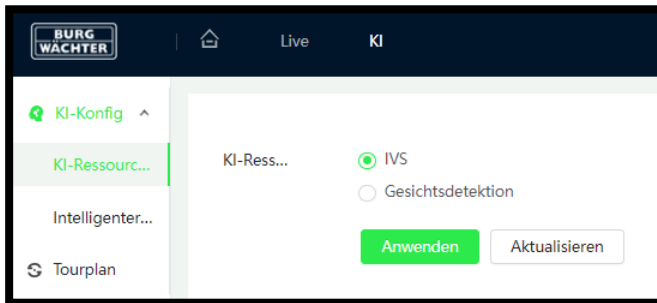 BURG
WÄCHTER
Live
KI
KI-Konfig
KI-Ressourc...
Intelligenter...
Tourplan
KI-Ress...
IVS
Gesichtsdetektion
Anwenden
Aktualisieren